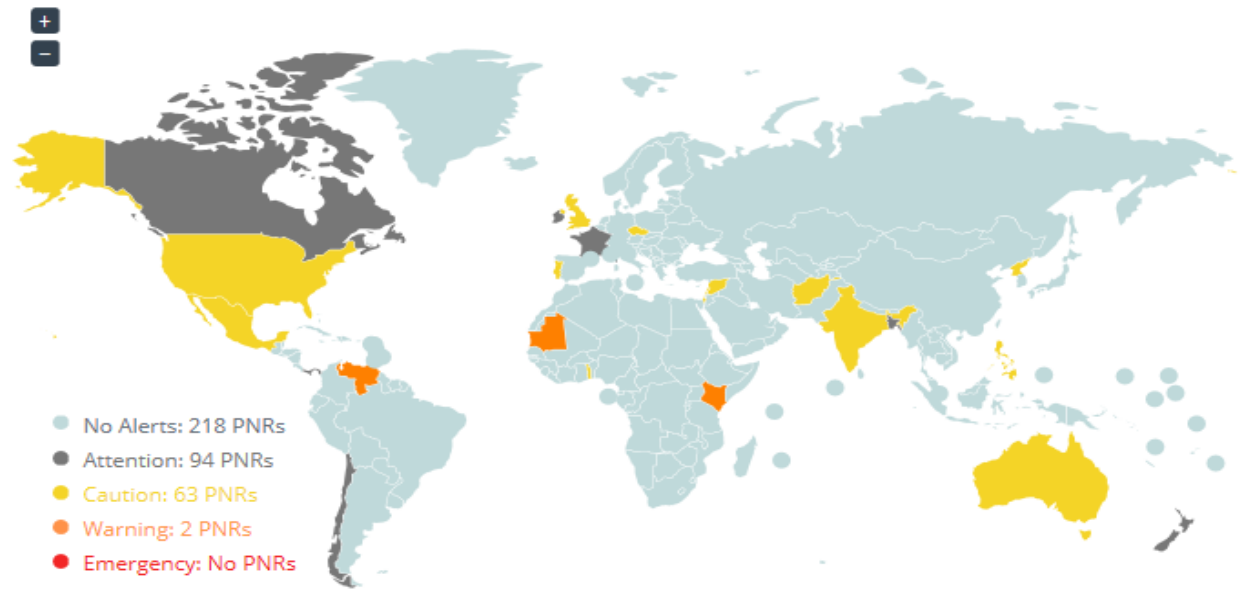 +
−
No Alerts: 218 PNRs
Attention: 94 PNRs
Caution: 63 PNRs
Warning: 2 PNRs
Emergency: No PNRs